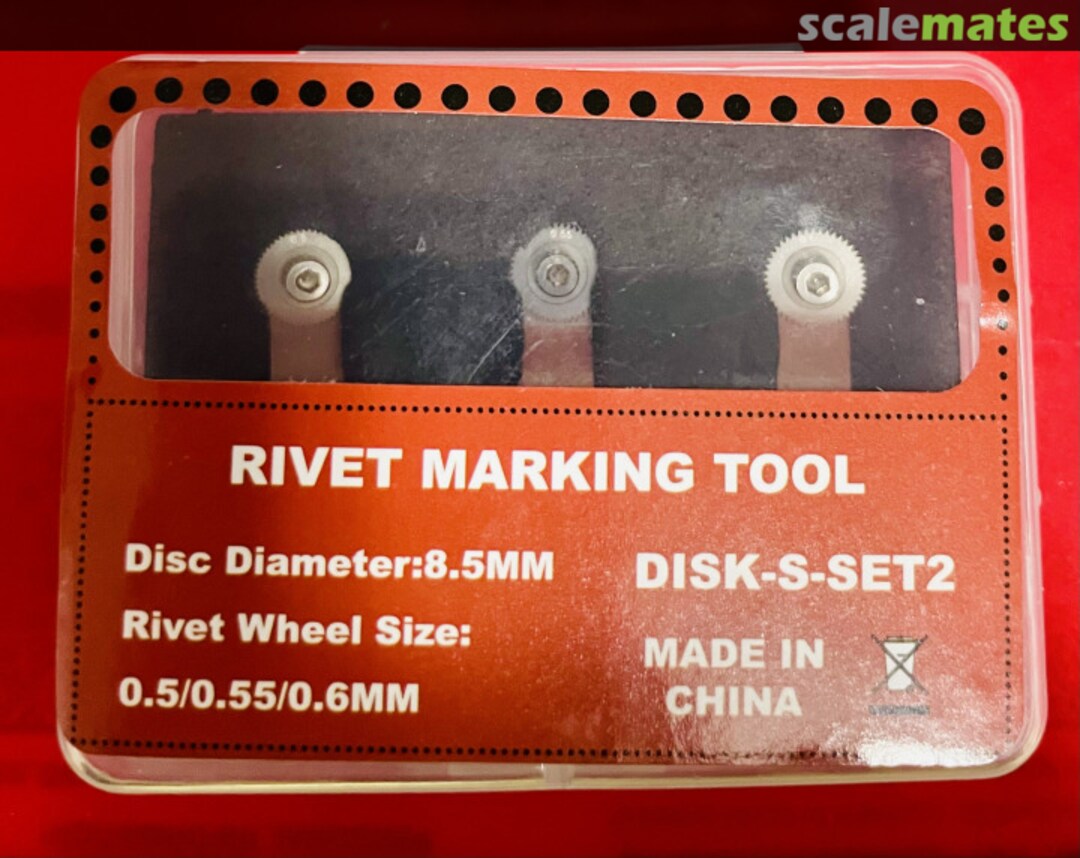 scalemates
RIVET MARKING TOOL
Disc Diameter:8.5MM
DISK-S-SET2
Rivet Wheel Size:
0.5/0.55/0.6MM
MADE IN
CHINA